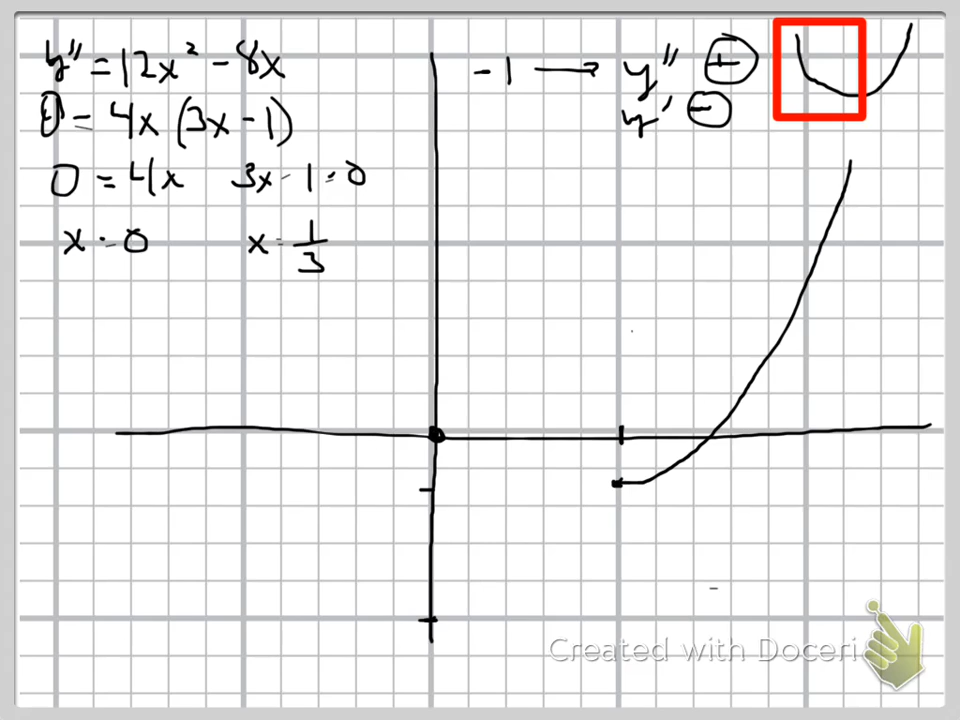 y'' = 12x² - 8x
0 = 4x (3x - 1)
0 = 4x 3x - 1 = 0
x = 0 x = 1/3
-1 → y'' +
y' -
Created with Doceri